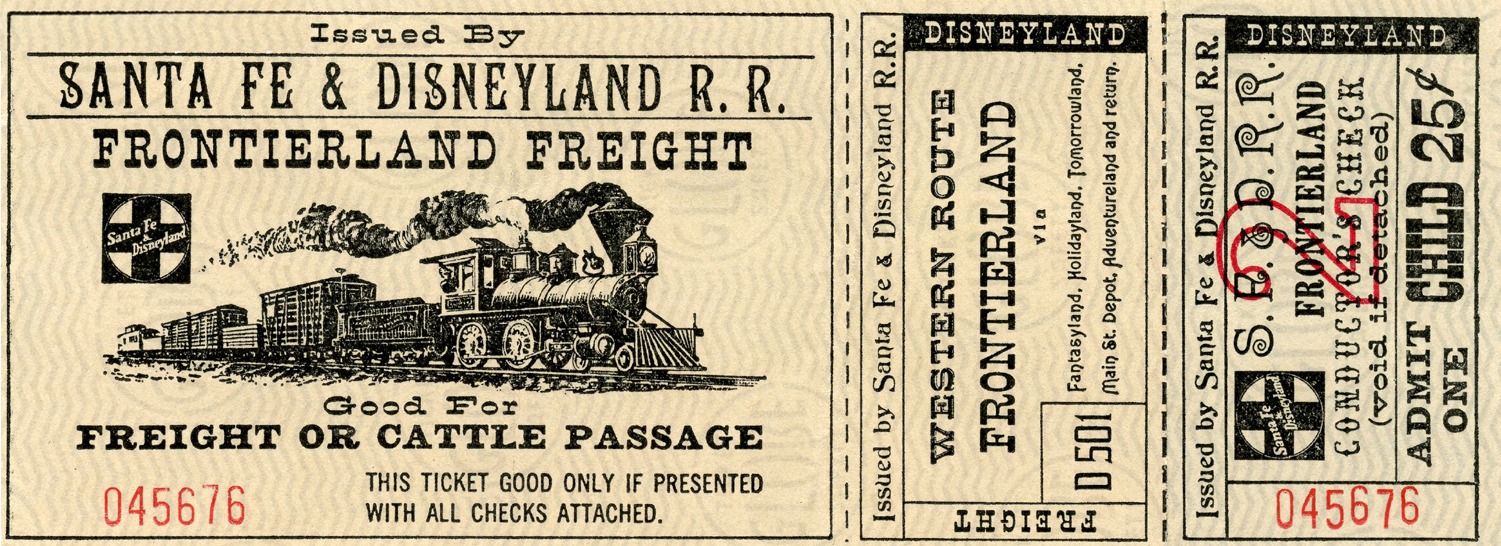 Issued By
SANTA FE & DISNEYLAND R. R.
FRONTIERLAND FREIGHT
Santa Fe
&
Disneyland
Good For
FREIGHT OR CATTLE PASSAGE
045676
THIS TICKET GOOD ONLY IF PRESENTED
WITH ALL CHECKS ATTACHED.
Issued by Santa Fe & Disneyland R.R.
DISNEYLAND
WESTERN ROUTE
FRONTIERLAND
via
Fantasyland, Holidayland, Tomorrowland,
Main St. Depot, Adventureland and return.
D 501
FREIGHT
Issued by Santa Fe & Disneyland R.R.
DISNEYLAND
S.F. & D.R.R.
Santa Fe
&
Disneyland
FRONTIERLAND
CONDUCTOR'S CHECK
(void if detached)
21
ADMIT CHILD 25¢
ONE
045676